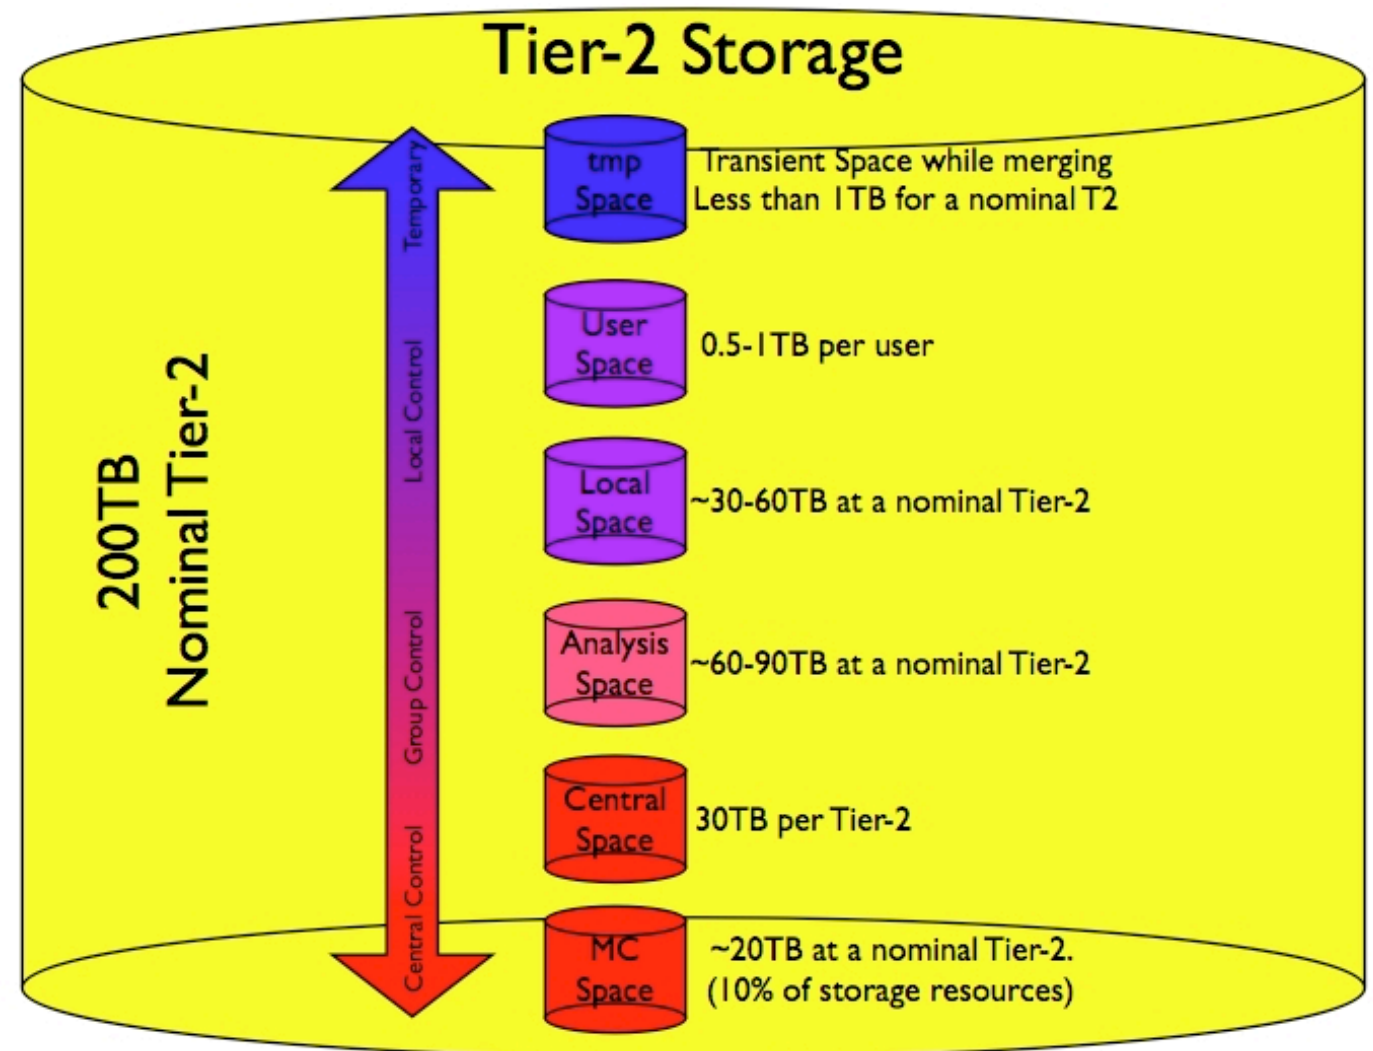 Tier-2 Storage
200TB
Nominal Tier-2
Temporary
Local Control
Group Control
Central Control
tmp
Space
Transient Space while merging
Less than 1TB for a nominal T2
User
Space
0.5-1TB per user
Local
Space
~30-60TB at a nominal Tier-2
Analysis
Space
~60-90TB at a nominal Tier-2
Central
Space
30TB per Tier-2
MC
Space
~20TB at a nominal Tier-2.
(10% of storage resources)